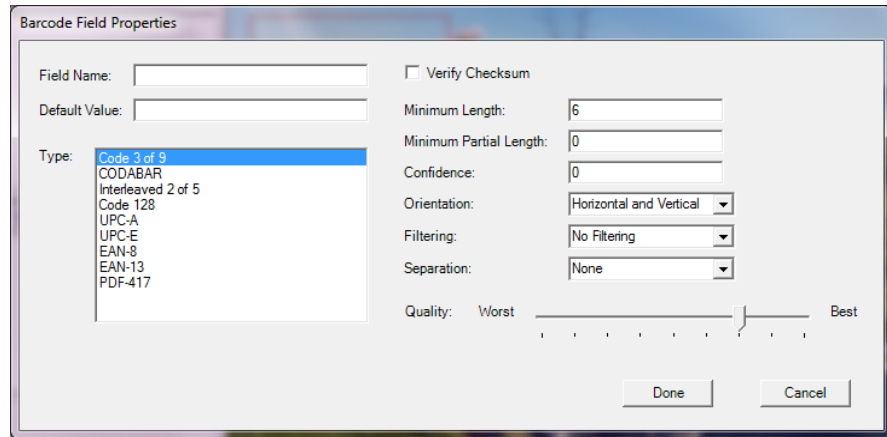 Barcode Field Properties
Field Name:
Default Value:
Type:
Code 3 of 9
CODABAR
Interleaved 2 of 5
Code 128
UPC-A
UPC-E
EAN-8
EAN-13
PDF-417
Verify Checksum
Minimum Length: 6
Minimum Partial Length: 0
Confidence: 0
Orientation: Horizontal and Vertical
Filtering: No Filtering
Separation: None
Quality: Worst Best
Done Cancel